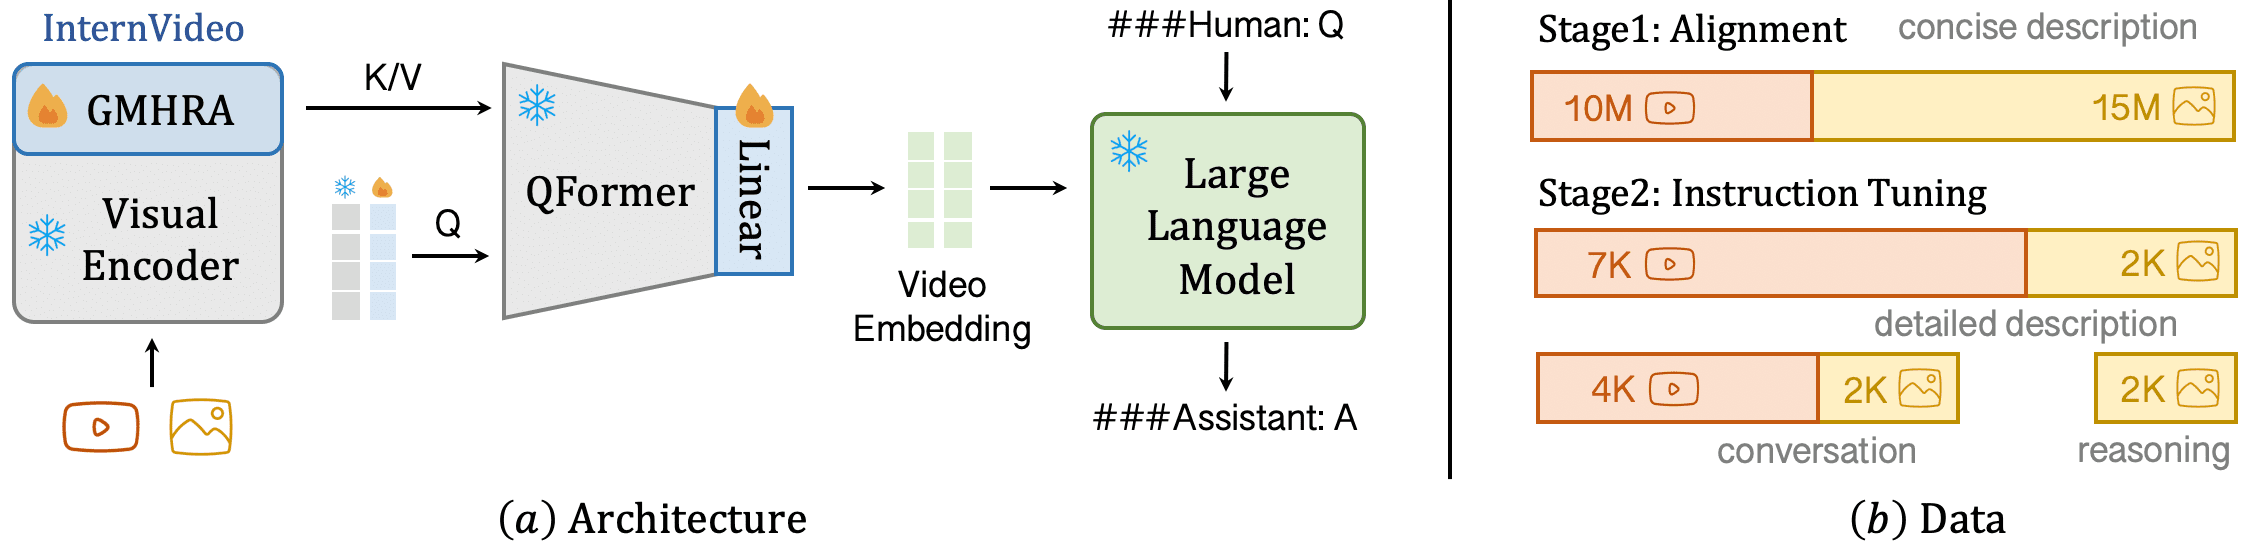 InternVideo
GMHRA
Visual
Encoder
K/V
Q
QFormer
Linear
Video
Embedding
###Human: Q
Large
Language
Model
###Assistant: A
(a) Architecture
Stage1: Alignment
concise description
10M
15M
Stage2: Instruction Tuning
7K
2K
detailed description
4K
2K
2K
conversation
reasoning
(b) Data